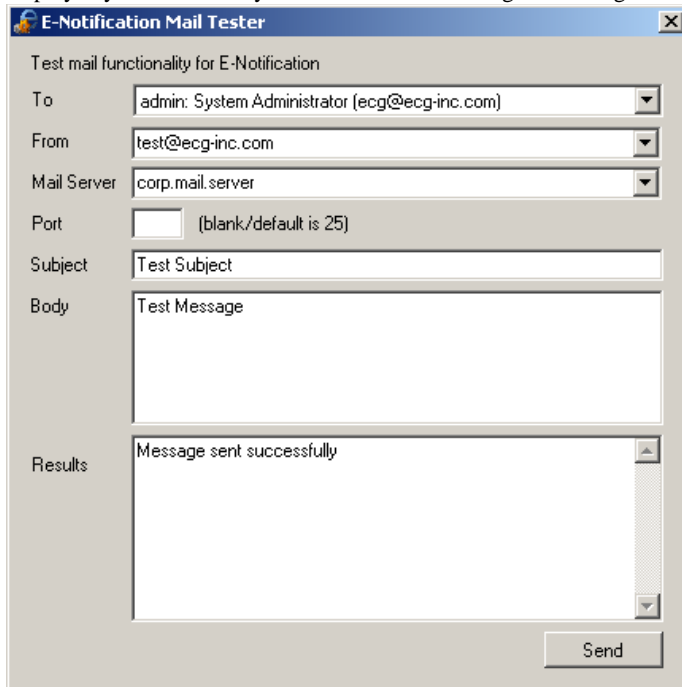 E-Notification Mail Tester
Test mail functionality for E-Notification
To admin: System Administrator (ecg@ecg-inc.com)
From test@ecg-inc.com
Mail Server corp.mail.server
Port (blank/default is 25)
Subject Test Subject
Body Test Message
Message sent successfully
Results
Send